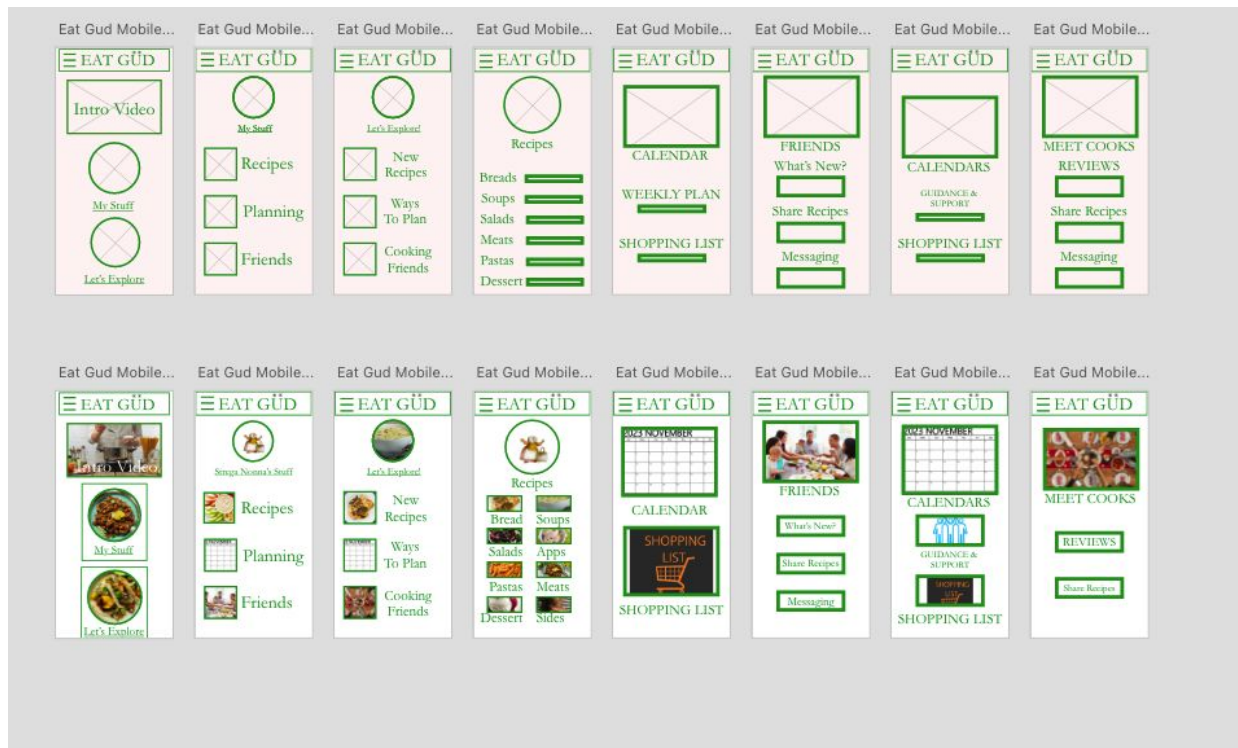 Eat Gud Mobile... Eat Gud Mobile... Eat Gud Mobile... Eat Gud Mobile... Eat Gud Mobile... Eat Gud Mobile... Eat Gud Mobile... Eat Gud Mobile...
EAT GÜD
Intro Video
My Stuff
Let's Explore
EAT GÜD
My Stuff
Recipes
Planning
Friends
EAT GÜD
Let's Explore!
New
Recipes
Ways
To Plan
Cooking
Friends
EAT GÜD
Recipes
Breads
Soups
Salads
Meats
Pastas
Dessert
EAT GÜD
CALENDAR
WEEKLY PLAN
SHOPPING LIST
EAT GÜD
FRIENDS
What's New?
Share Recipes
Messaging
EAT GÜD
CALENDARS
GUIDANCE &
SUPPORT
SHOPPING LIST
EAT GÜD
MEET COOKS
REVIEWS
Share Recipes
Messaging
Eat Gud Mobile... Eat Gud Mobile... Eat Gud Mobile... Eat Gud Mobile... Eat Gud Mobile... Eat Gud Mobile... Eat Gud Mobile... Eat Gud Mobile...
EAT GÜD
Intro Video
My Stuff
Let's Explore
EAT GÜD
Strega Nonna's Stuff
Recipes
Planning
Friends
EAT GÜD
Let's Explore!
New
Recipes
Ways
To Plan
Cooking
Friends
EAT GÜD
Recipes
Bread Soups
Salads Apps
Pastas Meats
Dessert Sides
EAT GÜD
2023 NOVEMBER
CALENDAR
SHOPPING
LIST
SHOPPING LIST
EAT GÜD
FRIENDS
What's New?
Share Recipes
Messaging
EAT GÜD
2023 NOVEMBER
CALENDARS
GUIDANCE &
SUPPORT
SHOPPING
LIST
SHOPPING LIST
EAT GÜD
MEET COOKS
REVIEWS
Share Recipes